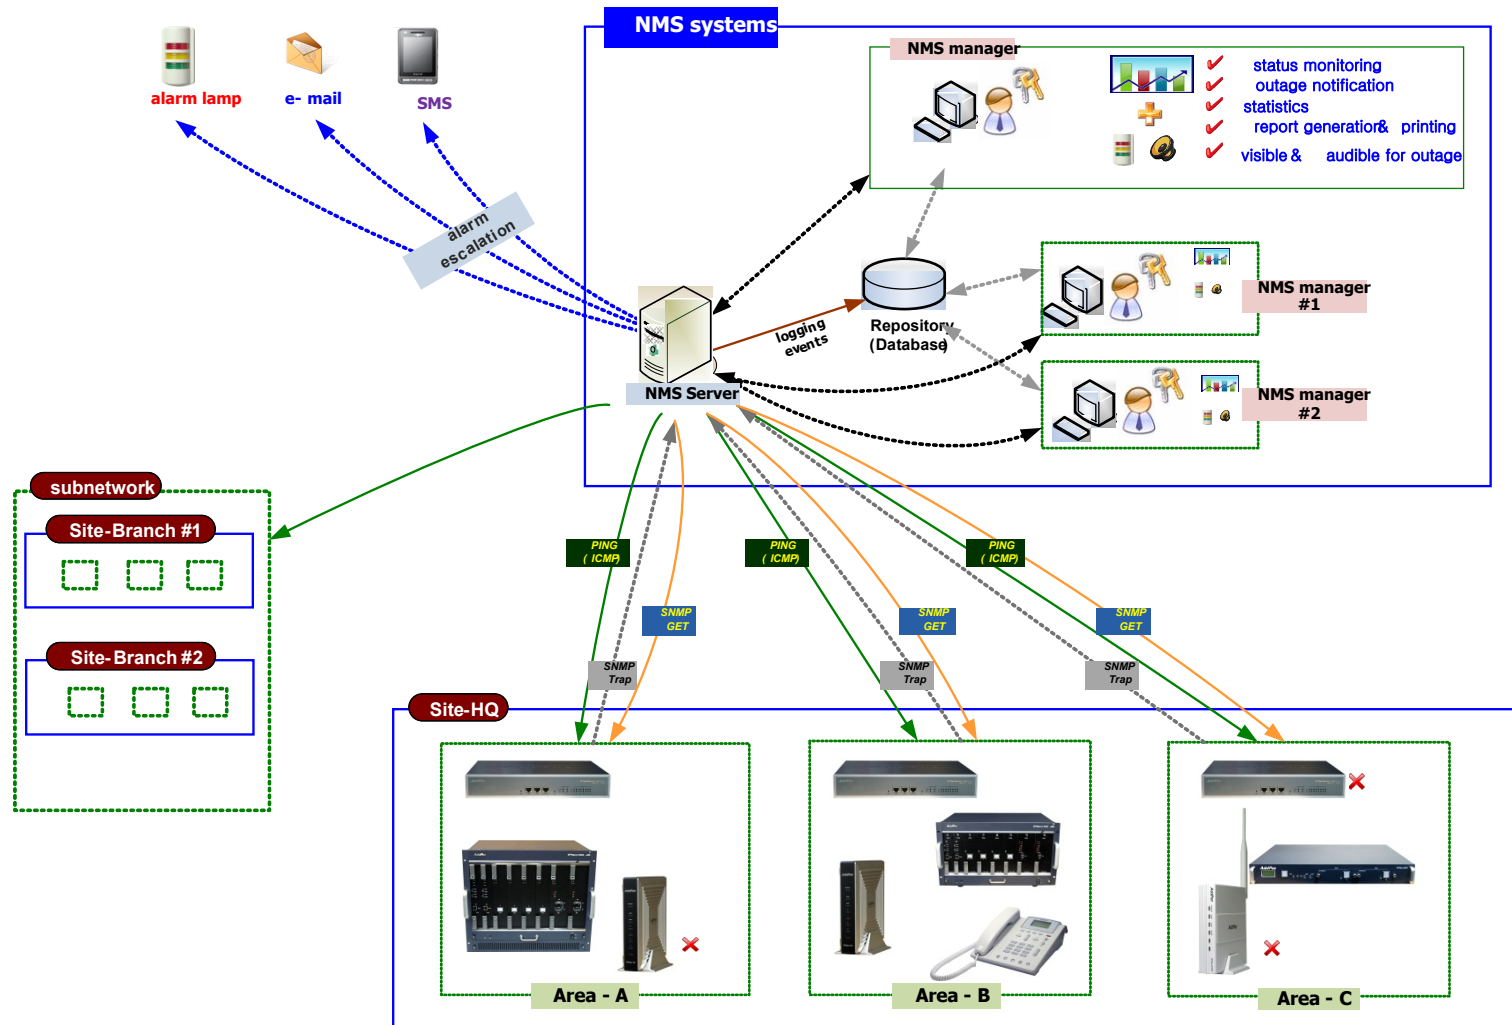 NMS systems
NMS manager
status monitoring
outage notification
statistics
report generation& printing
visible & audible for outage
alarm lamp
e- mail
SMS
alarm
escalation
NMS manager
#1
logging
events
Repository
(Database)
NMS Server
NMS manager
#2
subnetwork
Site-Branch #1
Site-Branch #2
PING
( ICMP)
PING
( ICMP)
PING
( ICMP)
SNMP
GET
SNMP
GET
SNMP
GET
SNMP
Trap
SNMP
Trap
SNMP
Trap
Site-HQ
Area - A
Area - B
Area - C